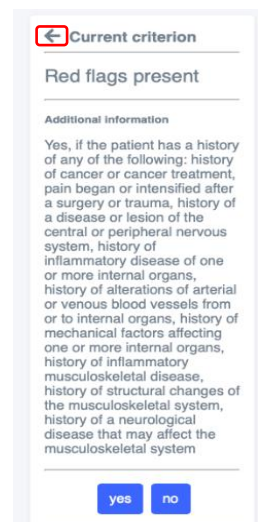 Current criterion
Red flags present
Additional information
Yes, if the patient has a history
of any of the following: history
of cancer or cancer treatment,
pain began or intensified after
a surgery or trauma, history of
a disease or lesion of the
central or peripheral nervous
system, history of
inflammatory disease of one
or more internal organs,
history of alterations of arterial
or venous blood vessels from
or to internal organs, history of
mechanical factors affecting
one or more internal organs,
history of inflammatory
musculoskeletal disease,
history of structural changes of
the musculoskeletal system,
history of a neurological
disease that may affect the
musculoskeletal system
yes no